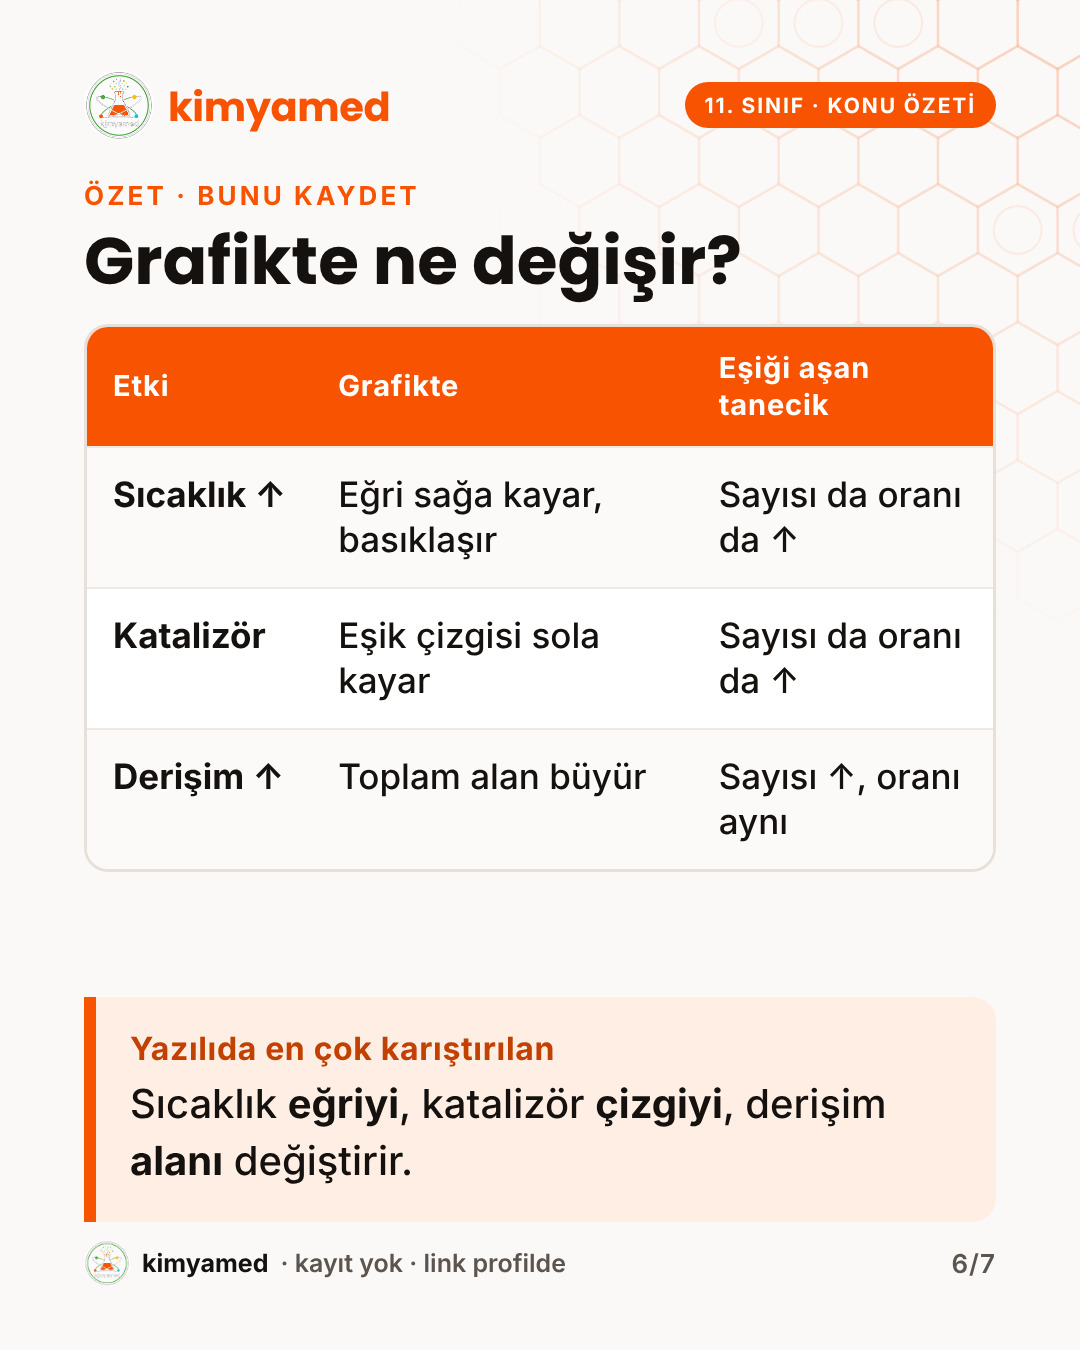 kimyamed
11. SINIF · KONU ÖZETİ
ÖZET · BUNU KAYDET
Grafikte ne değişir?
Etki
Grafikte
Eşiği aşan
tanecik
Sıcaklık ↑
Eğri sağa kayar,
basıklaşır
Sayısı da oranı
da ↑
Katalizör
Eşik çizgisi sola
kayar
Sayısı da oranı
da ↑
Derişim ↑
Toplam alan büyür
Sayısı ↑, oranı
aynı
Yazılıda en çok karıştırılan
Sıcaklık eğriyi, katalizör çizgiyi, derişim
alanı değiştirir.
kimyamed · kayıt yok · link profilde
6/7